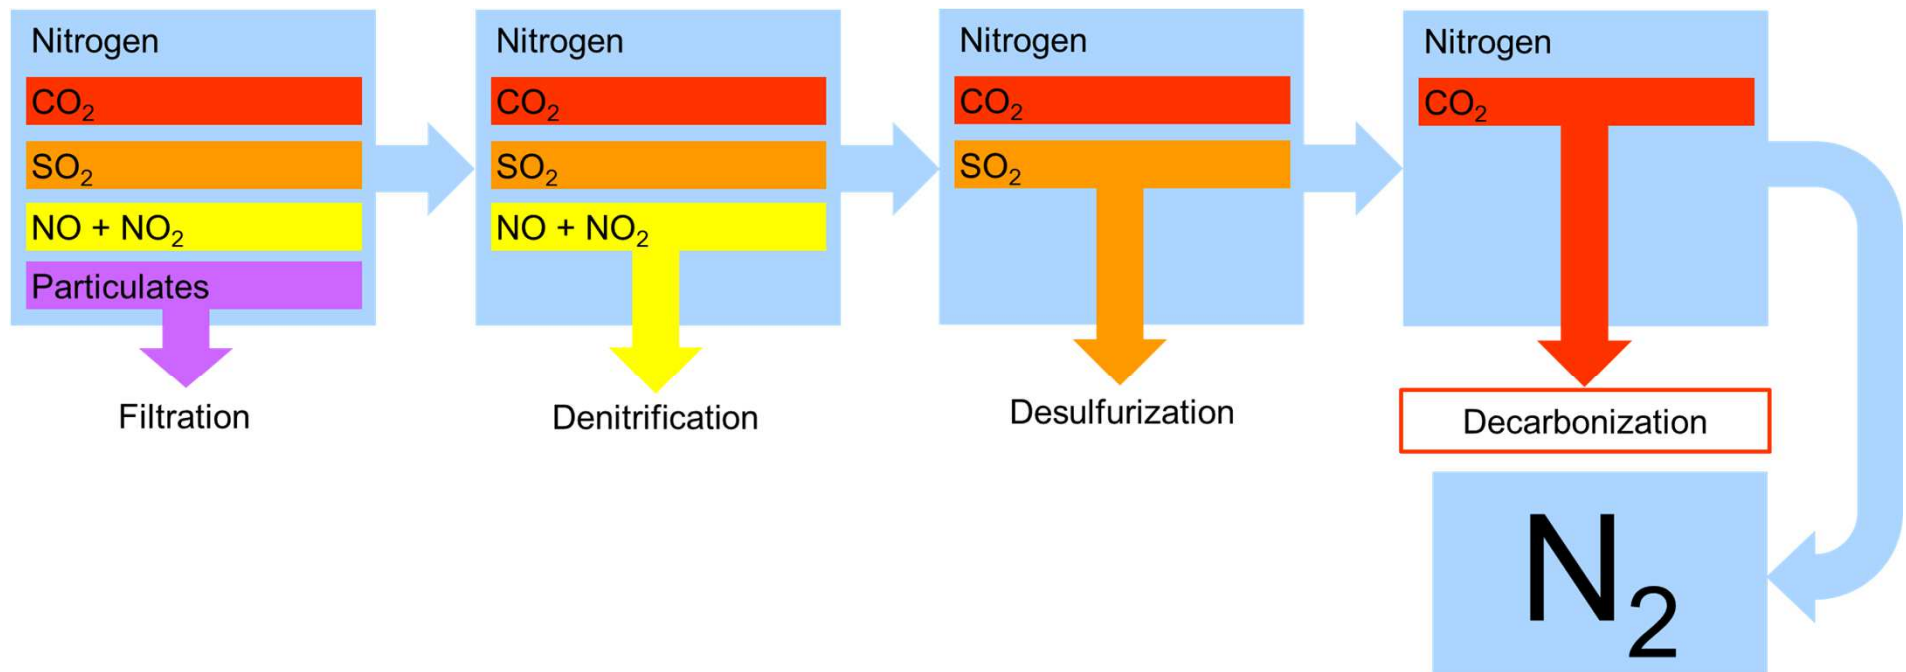 Nitrogen
CO₂
SO₂
NO + NO₂
Particulates
Filtration
Nitrogen
CO₂
SO₂
NO + NO₂
Denitrification
Nitrogen
CO₂
SO₂
Desulfurization
Nitrogen
CO₂
Decarbonization
N₂